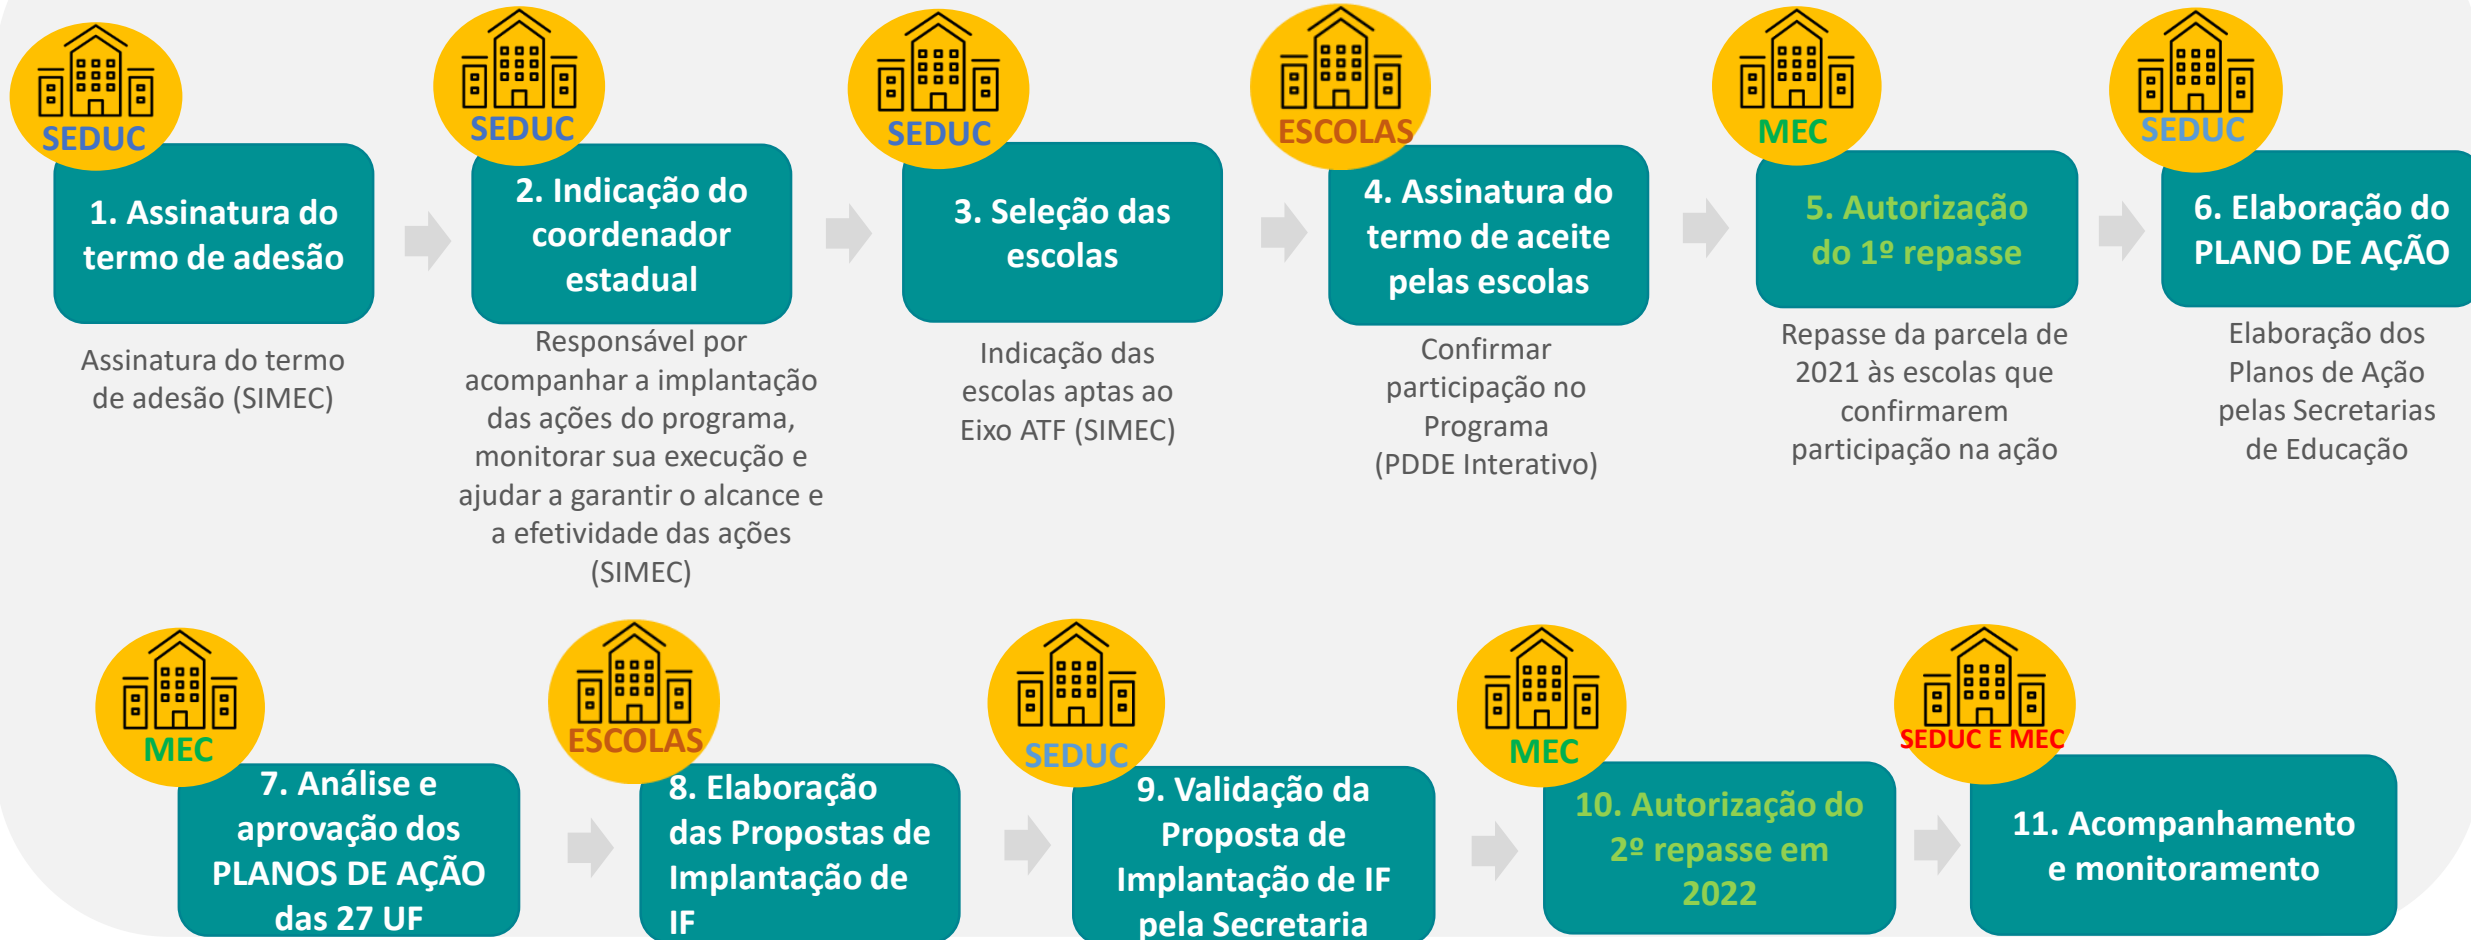 SEDUC
1. Assinatura do
termo de adesão
Assinatura do termo
de adesão (SIMEC)
SEDUC
2. Indicação do
coordenador
estadual
Responsável por
acompanhar a implantação
das ações do programa,
monitorar sua execução e
ajudar a garantir o alcance e
a efetividade das ações
(SIMEC)
SEDUC
3. Seleção das
escolas
Indicação das
escolas aptas ao
Eixo ATF (SIMEC)
ESCOLAS
4. Assinatura do
termo de aceite
pelas escolas
Confirmar
participação no
Programa
(PDDE Interativo)
MEC
5. Autorização
do 1º repasse
Repasse da parcela de
2021 às escolas que
confirmarem
participação na ação
SEDUC
6. Elaboração do
PLANO DE AÇÃO
Elaboração dos
Planos de Ação
pelas Secretarias
de Educação
MEC
7. Análise e
aprovação dos
PLANOS DE AÇÃO
das 27 UF
ESCOLAS
8. Elaboração
das Propostas de
Implantação de
IF
SEDUC
9. Validação da
Proposta de
Implantação de IF
pela Secretaria
MEC
10. Autorização do
2º repasse em
2022
SEDUC E MEC
11. Acompanhamento
e monitoramento